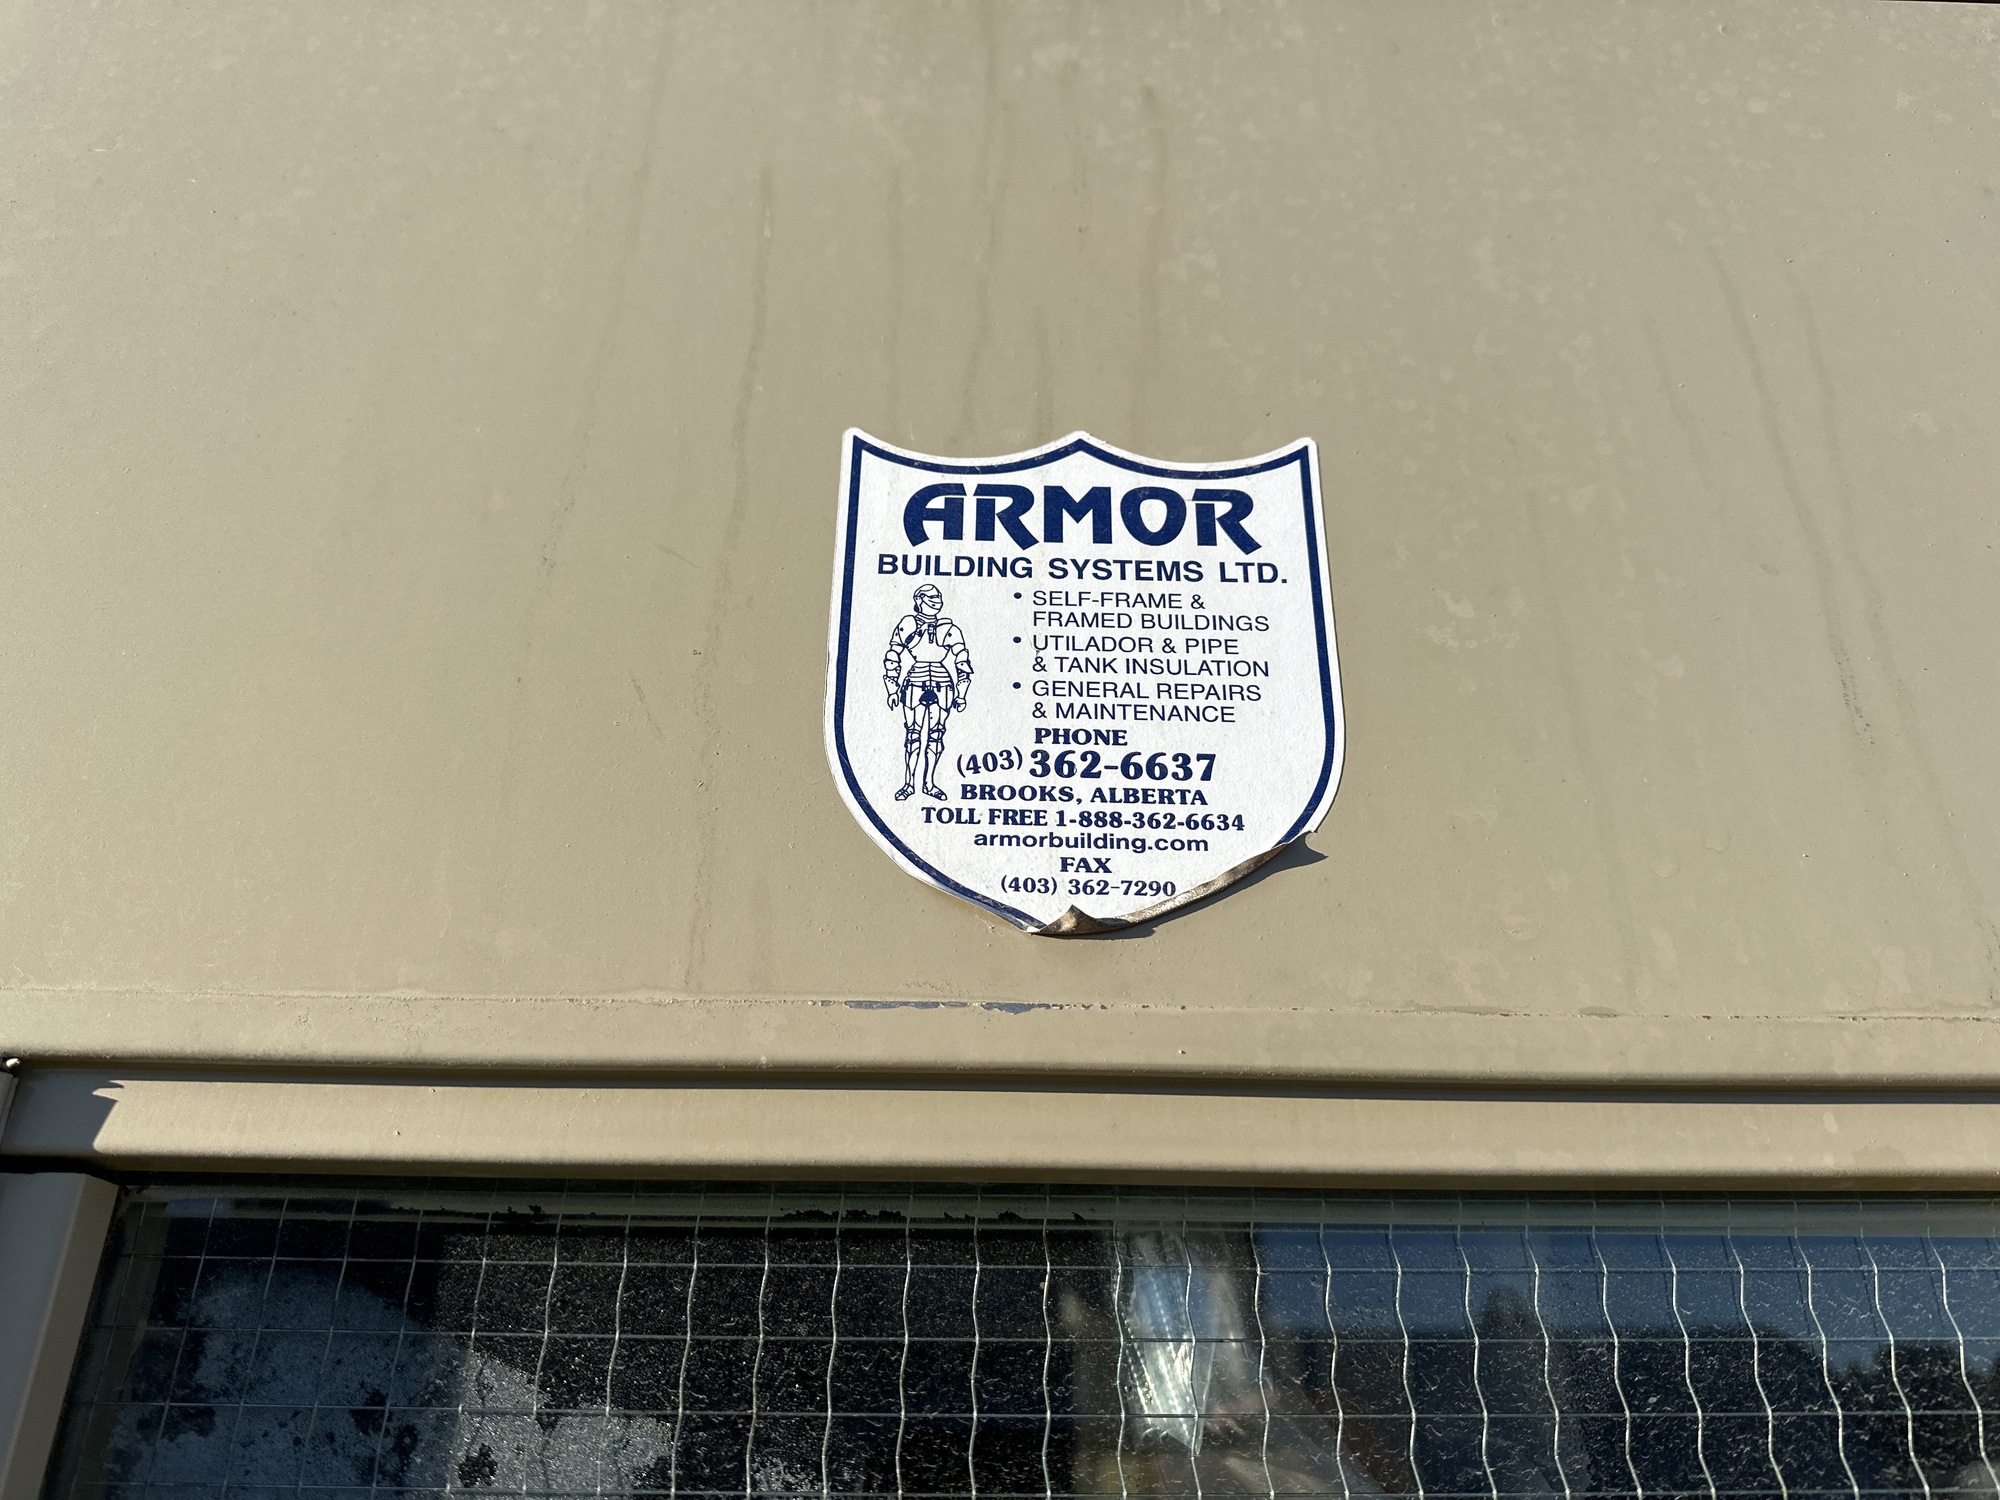 ARMOR
BUILDING SYSTEMS LTD.
• SELF-FRAME &
FRAMED BUILDINGS
• UTILADOR & PIPE
& TANK INSULATION
• GENERAL REPAIRS
& MAINTENANCE
PHONE
(403) 362-6637
BROOKS, ALBERTA
TOLL FREE 1-888-362-6634
armorbuilding.com
FAX
(403) 362-7290